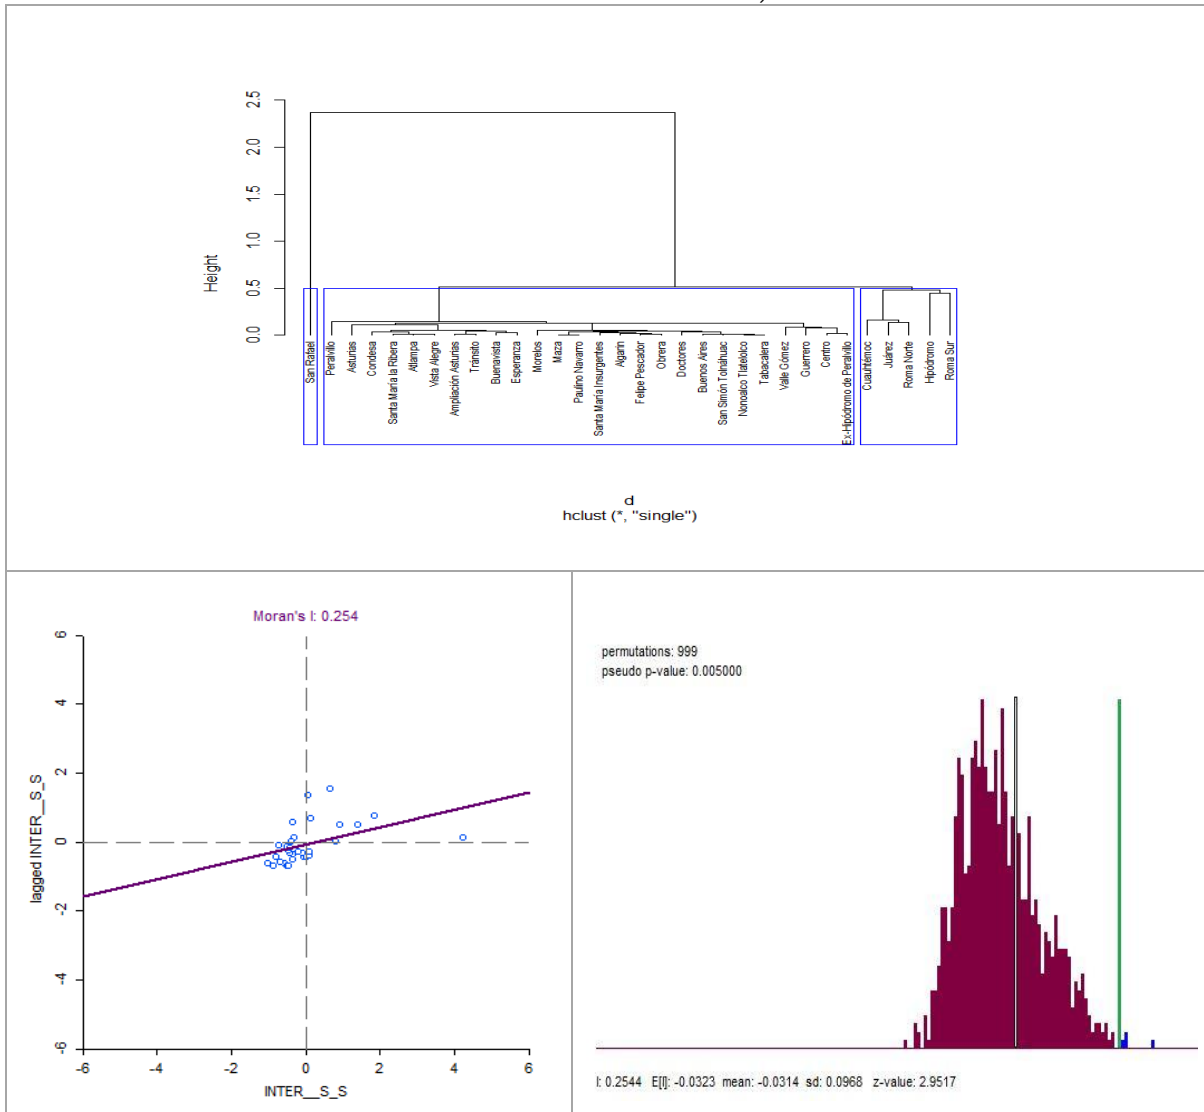 2.5
2.0
1.5
1.0
0.5
0.0
Height
San Rafael
Peralvillo
Asturias
Condesa
Santa María la Ribera
Atlampa
Vista Alegre
Ampliación Asturias
Tránsito
Buenavista
Esperanza
Morelos
Maza
Paulino Navarro
Santa María Insurgentes
Algarin
Felipe Pescador
Obrera
Doctores
Buenos Aires
San Simón Tolnáhuac
Nonoalco Tlatelolco
Tabacalera
Valle Gómez
Guerrero
Centro
Ex-Hipódromo de Peralvillo
Cuauhtémoc
Juárez
Roma Norte
Hipódromo
Roma Sur
d
hclust (*, "single")
Moran's I: 0.254
6
4
2
0
-2
-4
-6
lagged INTER__S_S
-6 -4 -2 0 2 4 6
INTER__S_S
permutations: 999
pseudo p-value: 0.005000
I: 0.2544 E[I]: -0.0323 mean: -0.0314 sd: 0.0968 z-value: 2.9517